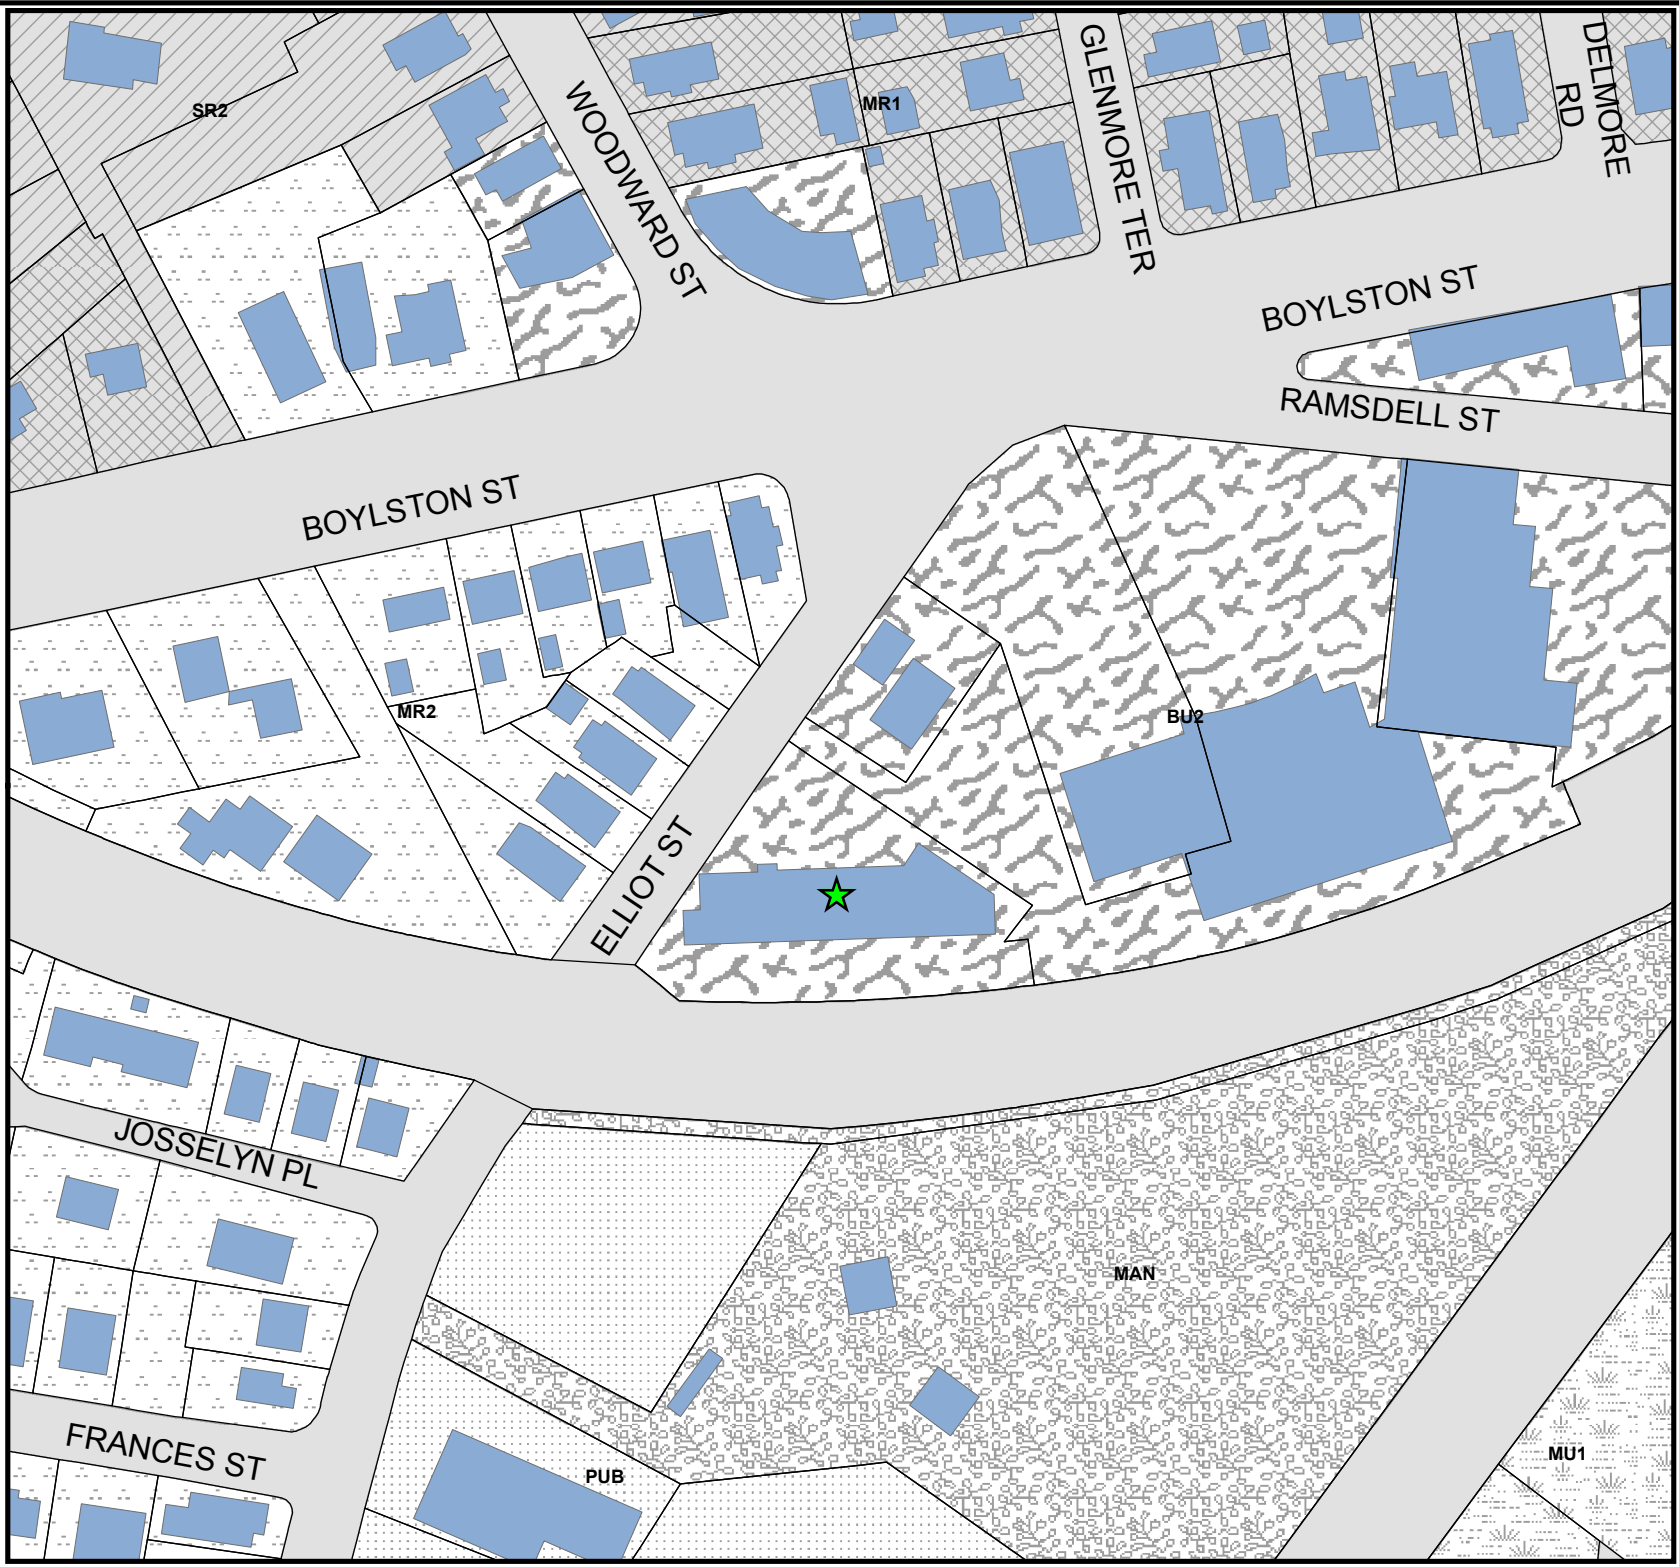 GLENMORE TER
DELMORE
RD
WOODWARD ST
SR2
MR1
BOYLSTON ST
RAMSDELL ST
BOYLSTON ST
MR2
BU2
ELLIOT ST
JOSSELYN PL
MAN
FRANCES ST
PUB
MU1